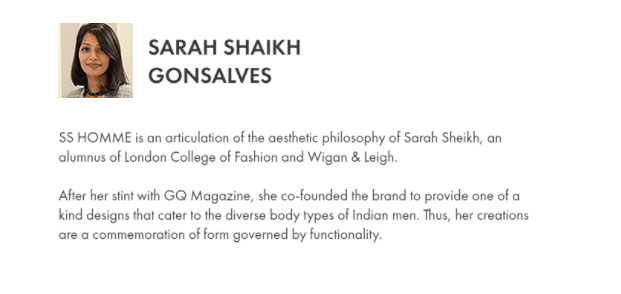 SARAH SHAIKH
GONSALVES
SS HOMME is an articulation of the aesthetic philosophy of Sarah Sheikh, an
alumnus of London College of Fashion and Wigan & Leigh.
After her stint with GQ Magazine, she co-founded the brand to provide one of a
kind designs that cater to the diverse body types of Indian men. Thus, her creations
are a commemoration of form governed by functionality.